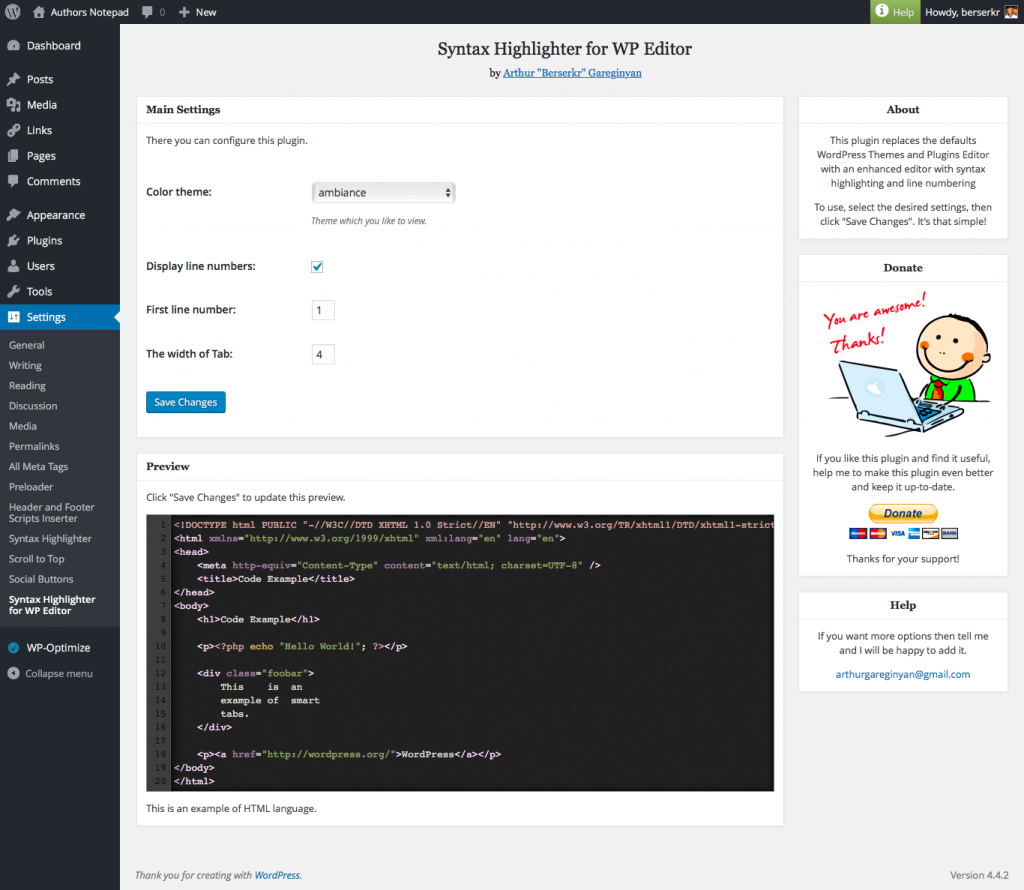 Authors Notepad 0 New Help Howdy, berserkr
Dashboard
Posts
Media
Links
Pages
Comments
Appearance
Plugins
Users
Tools
Settings
General
Writing
Reading
Discussion
Media
Permalinks
All Meta Tags
Preloader
Header and Footer
Scripts Inserter
Syntax Highlighter
Scroll to Top
Social Buttons
Syntax Highlighter
for WP Editor
WP-Optimize
Collapse menu
Syntax Highlighter for WP Editor
by Arthur "Berserkr" Gareginyan
Main Settings
There you can configure this plugin.
Color theme: ambiance
Theme which you like to view.
Display line numbers:
First line number: 1
The width of Tab: 4
Save Changes
Preview
Click "Save Changes" to update this preview.
1 <!DOCTYPE html PUBLIC "-//W3C//DTD XHTML 1.0 Strict//EN" "http://www.w3.org/TR/xhtml1/DTD/xhtml1-strict
2 <html xmlns="http://www.w3.org/1999/xhtml" xml:lang="en" lang="en">
3 <head>
4 <meta http-equiv="Content-Type" content="text/html; charset=UTF-8" />
5 <title>Code Example</title>
6 </head>
7 <body>
8 <h1>Code Example</h1>
9
10 <p><?php echo "Hello World!"; ?></p>
11
12 <div class="foobar">
13 This is an
14 example of smart
15 tabs.
16 </div>
17
18 <p><a href="http://wordpress.org/">WordPress</a></p>
19 </body>
20 </html>
This is an example of HTML language.
About
This plugin replaces the defaults
WordPress Themes and Plugins Editor
with an enhanced editor with syntax
highlighting and line numbering
To use, select the desired settings, then
click "Save Changes". It's that simple!
Donate
You are awesome!
Thanks!
If you like this plugin and find it useful,
help me to make this plugin even better
and keep it up-to-date.
Donate
VISA
BANK
Thanks for your support!
Help
If you want more options then tell me
and I will be happy to add it.
arthurgareginyan@gmail.com
Thank you for creating with WordPress.
Version 4.4.2